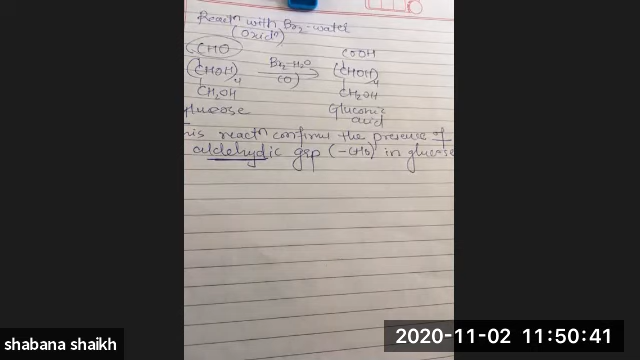 Reactn with Br2-water
(Oxidn)
CHO COOH
(CHOH)4 Br2-H2O (CHOH)4
(O)
CH2OH CH2OH
glucose Gluconic
acid
This reactn confirms the presence of
aldehydic grp (-CHO) in glucose
shabana shaikh
2020-11-02 11:50:41